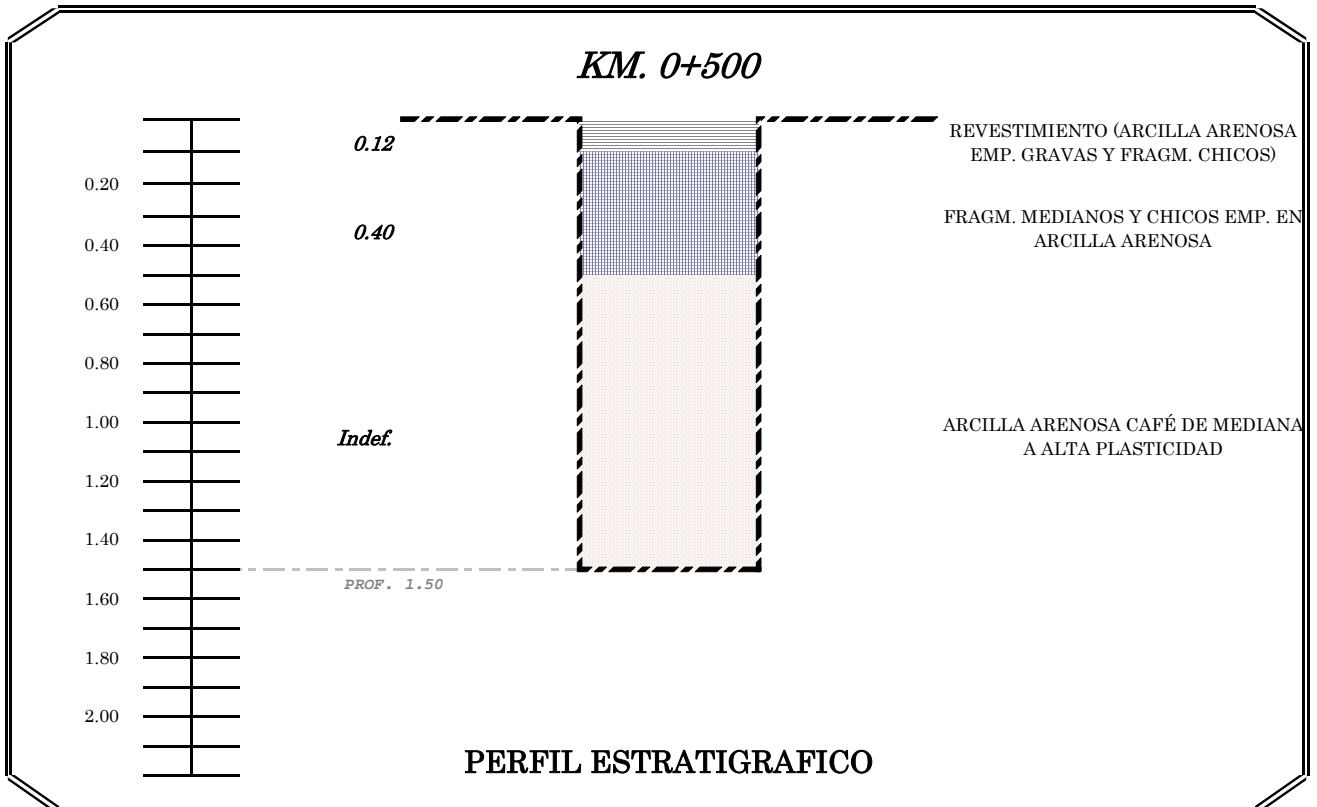 KM. 0+500
0.12
REVESTIMIENTO (ARCILLA ARENOSA
EMP. GRAVAS Y FRAGM. CHICOS)
0.20
0.40
FRAGM. MEDIANOS Y CHICOS EMP. EN
ARCILLA ARENOSA
0.40
0.60
0.80
1.00
Indef.
ARCILLA ARENOSA CAFÉ DE MEDIANA
A ALTA PLASTICIDAD
1.20
1.40
PROF. 1.50
1.60
1.80
2.00
PERFIL ESTRATIGRAFICO